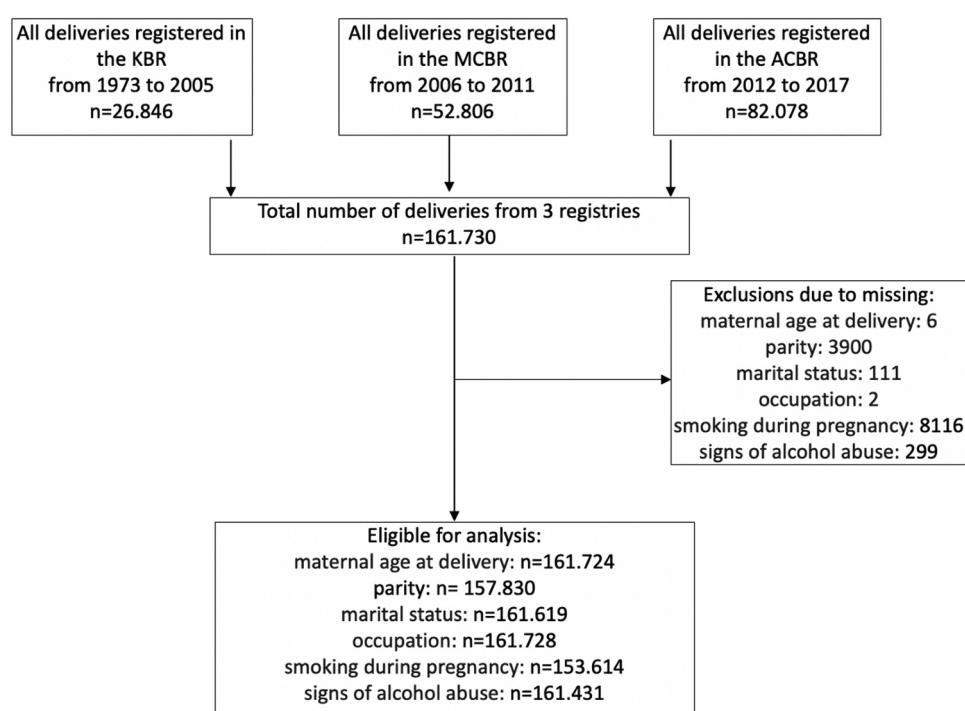 All deliveries registered in
the KBR
from 1973 to 2005
n=26.846
All deliveries registered
in the MCBR
from 2006 to 2011
n=52.806
All deliveries registered
in the ACBR
from 2012 to 2017
n=82.078
Total number of deliveries from 3 registries
n=161.730
Exclusions due to missing:
maternal age at delivery: 6
parity: 3900
marital status: 111
occupation: 2
smoking during pregnancy: 8116
signs of alcohol abuse: 299
Eligible for analysis:
maternal age at delivery: n=161.724
parity: n= 157.830
marital status: n=161.619
occupation: n=161.728
smoking during pregnancy: n=153.614
signs of alcohol abuse: n=161.431